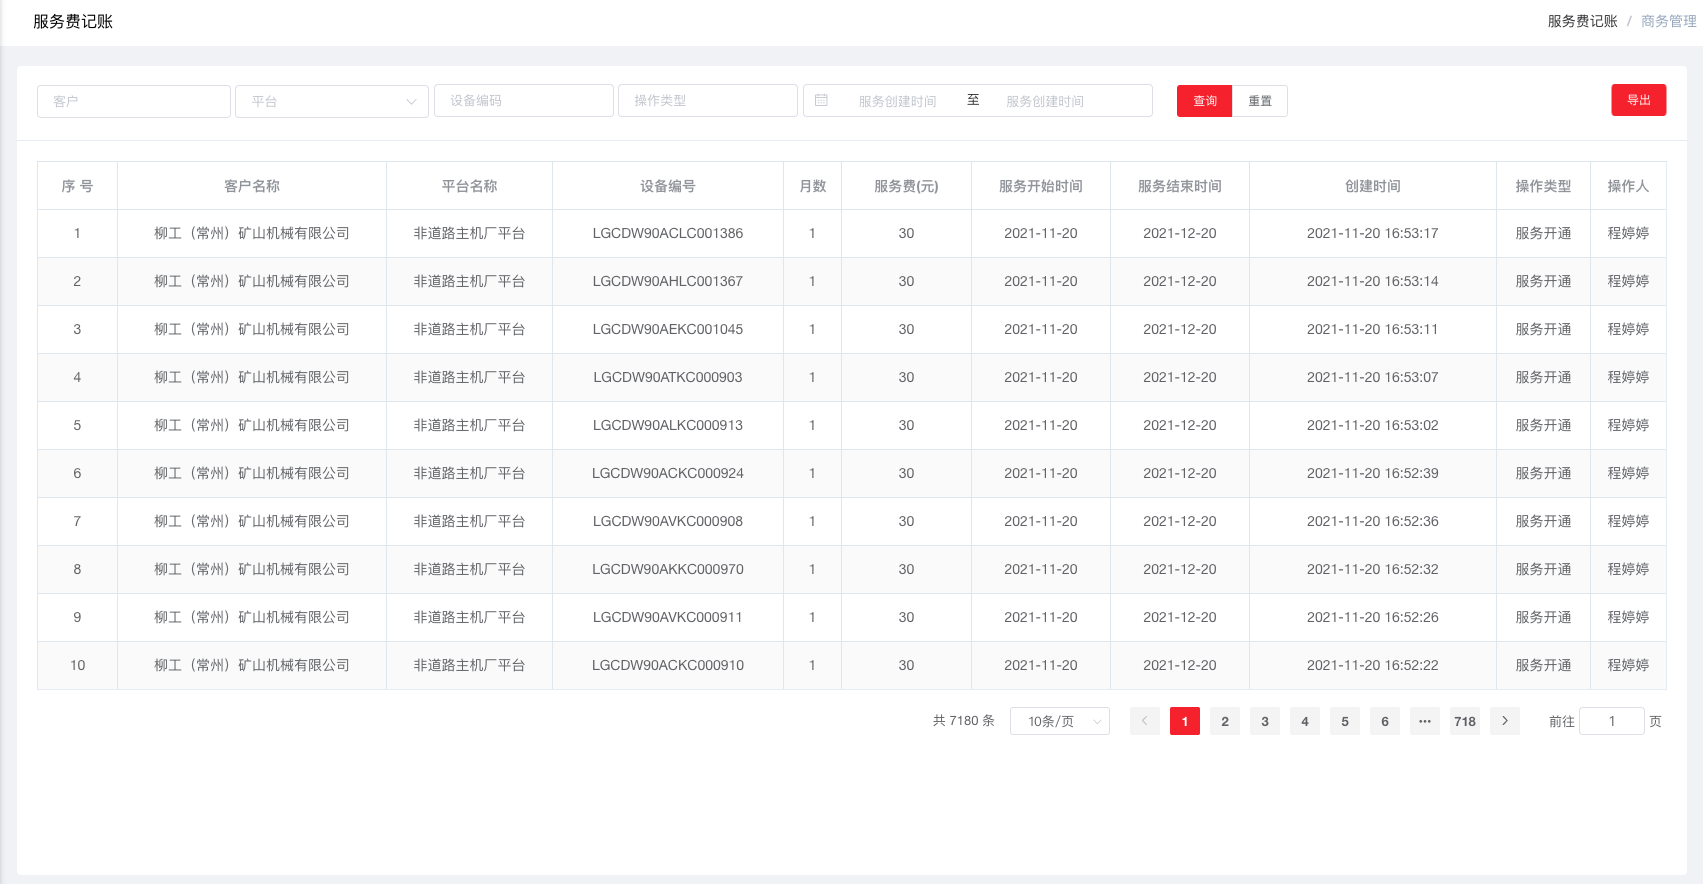 服务费记账
服务费记账 / 商务管理
客户 平台 设备编码 操作类型 服务创建时间 至 服务创建时间 查询 重置 导出
序 号 客户名称 平台名称 设备编号 月数 服务费(元) 服务开始时间 服务结束时间 创建时间 操作类型 操作人
1 柳工（常州）矿山机械有限公司 非道路主机厂平台 LGCDW90ACLC001386 1 30 2021-11-20 2021-12-20 2021-11-20 16:53:17 服务开通 程婷婷
2 柳工（常州）矿山机械有限公司 非道路主机厂平台 LGCDW90AHLC001367 1 30 2021-11-20 2021-12-20 2021-11-20 16:53:14 服务开通 程婷婷
3 柳工（常州）矿山机械有限公司 非道路主机厂平台 LGCDW90AEKC001045 1 30 2021-11-20 2021-12-20 2021-11-20 16:53:11 服务开通 程婷婷
4 柳工（常州）矿山机械有限公司 非道路主机厂平台 LGCDW90ATKC000903 1 30 2021-11-20 2021-12-20 2021-11-20 16:53:07 服务开通 程婷婷
5 柳工（常州）矿山机械有限公司 非道路主机厂平台 LGCDW90ALKC000913 1 30 2021-11-20 2021-12-20 2021-11-20 16:53:02 服务开通 程婷婷
6 柳工（常州）矿山机械有限公司 非道路主机厂平台 LGCDW90ACKC000924 1 30 2021-11-20 2021-12-20 2021-11-20 16:52:39 服务开通 程婷婷
7 柳工（常州）矿山机械有限公司 非道路主机厂平台 LGCDW90AVKC000908 1 30 2021-11-20 2021-12-20 2021-11-20 16:52:36 服务开通 程婷婷
8 柳工（常州）矿山机械有限公司 非道路主机厂平台 LGCDW90AKKC000970 1 30 2021-11-20 2021-12-20 2021-11-20 16:52:32 服务开通 程婷婷
9 柳工（常州）矿山机械有限公司 非道路主机厂平台 LGCDW90AVKC000911 1 30 2021-11-20 2021-12-20 2021-11-20 16:52:26 服务开通 程婷婷
10 柳工（常州）矿山机械有限公司 非道路主机厂平台 LGCDW90ACKC000910 1 30 2021-11-20 2021-12-20 2021-11-20 16:52:22 服务开通 程婷婷
共 7180 条 10条/页 1 2 3 4 5 6 ··· 718 前往 1 页